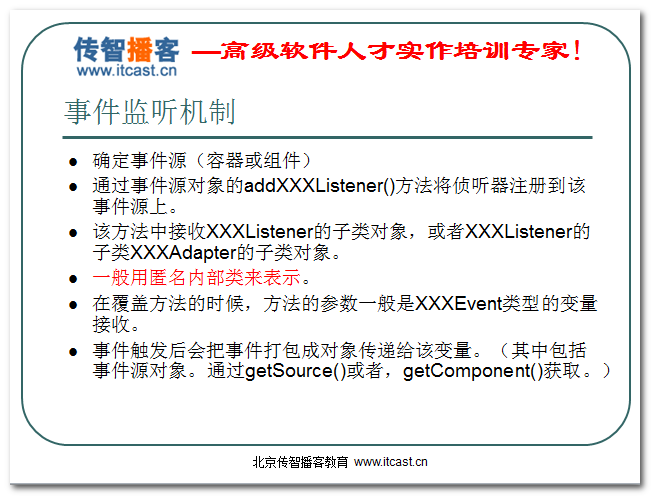 传智播客 —高级软件人才实作培训专家!
www.itcast.cn
事件监听机制
● 确定事件源（容器或组件）
● 通过事件源对象的addXXXListener()方法将侦听器注册到该
事件源上。
● 该方法中接收XXXListener的子类对象，或者XXXListener的
子类XXXAdapter的子类对象。
● 一般用匿名内部类来表示。
● 在覆盖方法的时候，方法的参数一般是XXXEvent类型的变量
接收。
● 事件触发后会把事件打包成对象传递给该变量。（其中包括
事件源对象。通过getSource()或者，getComponent()获取。）
北京传智播客教育 www.itcast.cn